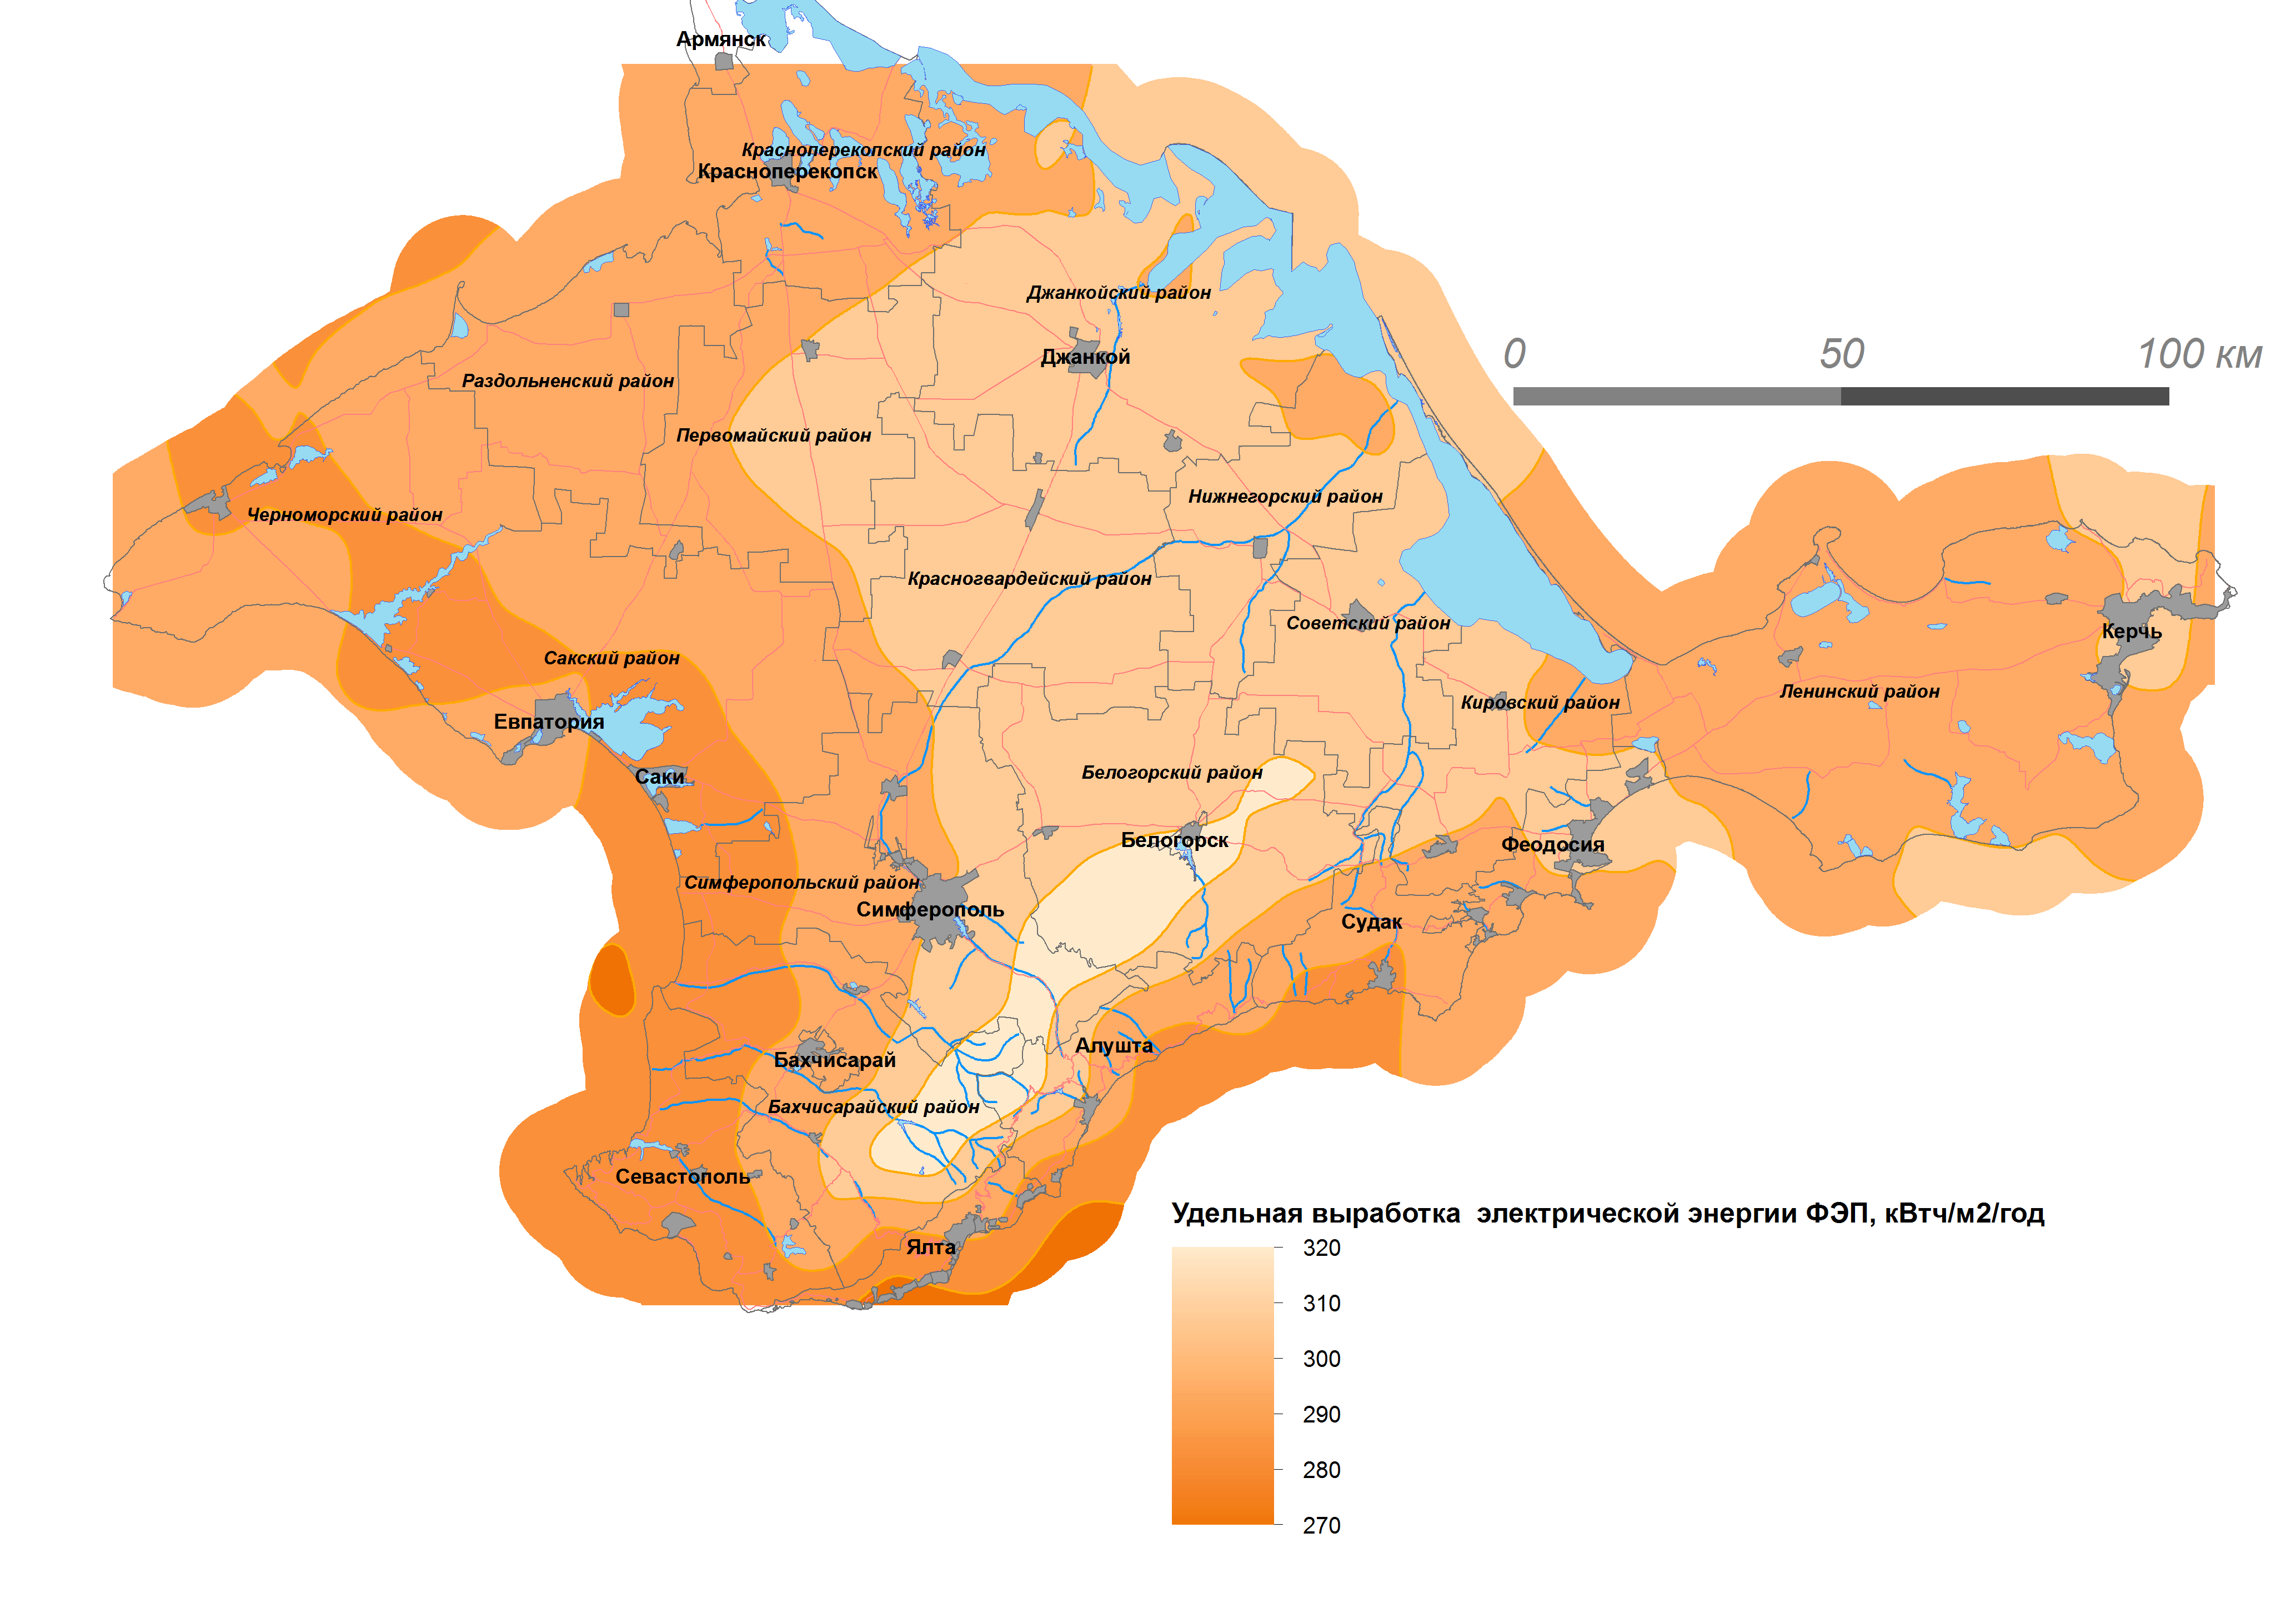 Армянск
Красноперекопский район
Красноперекопск
Джанкойский район
Джанкой
0 50 100 км
Раздольненский район
Первомайский район
Нижнегорский район
Черноморский район
Красногвардейский район
Советский район
Керчь
Сакский район
Ленинский район
Кировский район
Евпатория
Саки
Белогорский район
Белогорск
Феодосия
Симферопольский район
Симферополь
Судак
Алушта
Бахчисарай
Бахчисарайский район
Севастополь
Ялта
Удельная выработка электрической энергии ФЭП, кВтч/м2/год
320
310
300
290
280
270